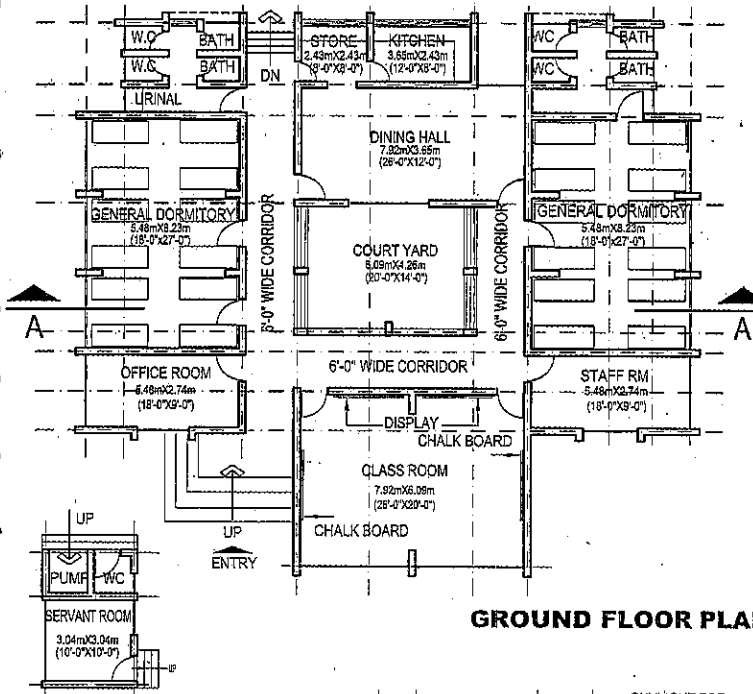 W.C
BATH
STORE
2.43mX2.43m
(8'-0"X8'-0")
KITCHEN
3.65mX2.43m
(12'-0"X8'-0")
WC
BATH
W.C
BATH
WC
BATH
DN
URINAL
DINING HALL
7.92mX3.65m
(26'-0"X12'-0")
GENERAL DORMITORY
5.48mX8.23m
(18'-0"x27'-0")
6'-0" WIDE CORRIDOR
COURT YARD
6.09mX4.26m
(20'-0"X14'-0")
6'-0" WIDE CORRIDOR
GENERAL DORMITORY
5.48mX8.23m
(18'-0"x27'-0")
A
A
OFFICE ROOM
5.48mX2.74m
(18'-0"X9'-0")
6'-0" WIDE CORRIDOR
STAFF RM
5.48mX2.74m
(18'-0"X9'-0")
DISPLAY
CHALK BOARD
CLASS ROOM
7.92mX6.09m
(26'-0"X20'-0")
CHALK BOARD
UP
ENTRY
UP
PUMP
WC
SERVANT ROOM
3.04mX3.04m
(10'-0"X10'-0")
UP
GROUND FLOOR PLA